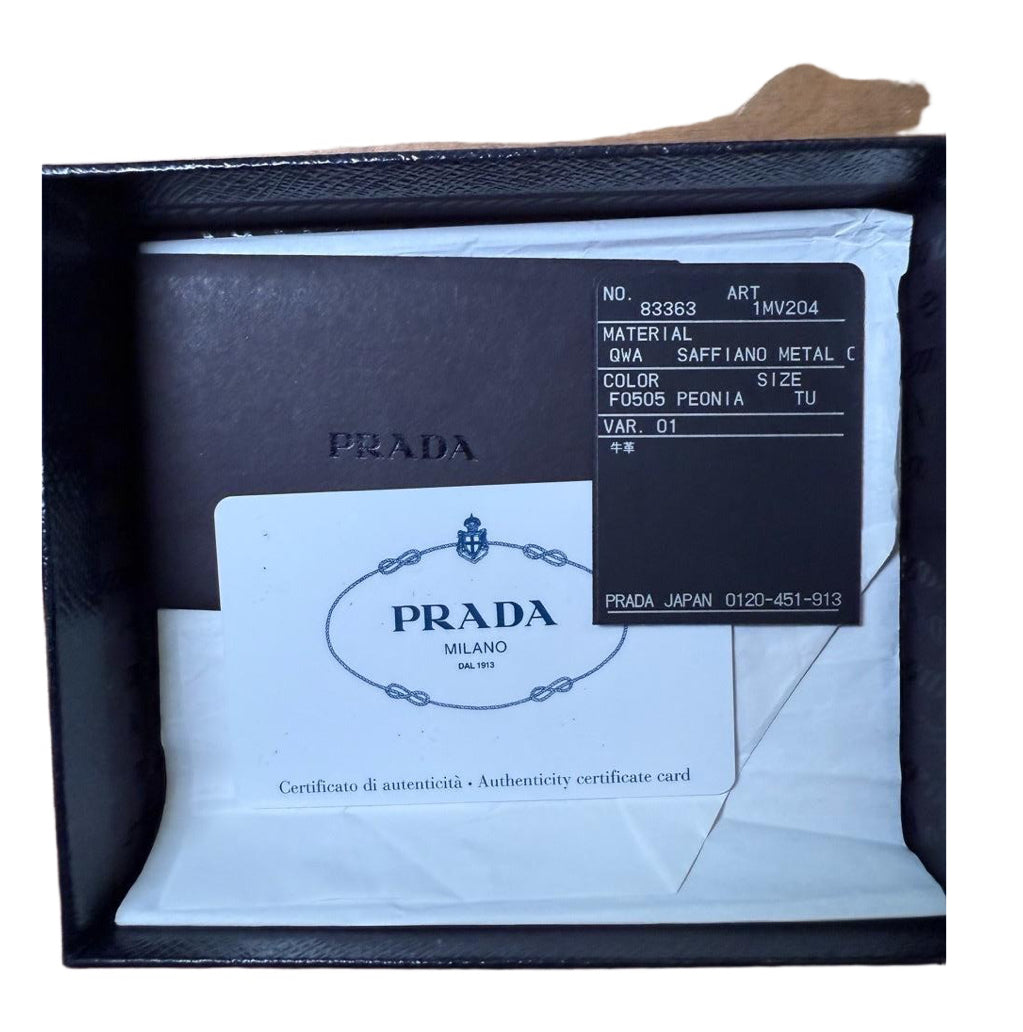 PRADA
NO. ART
83363 1MV204
MATERIAL
QWA SAFFIANO METAL C
COLOR SIZE
F0505 PEONIA TU
VAR. 01
牛革
PRADA JAPAN 0120-451-913
PRADA
MILANO
DAL 1913
Certificato di autenticità • Authenticity certificate card